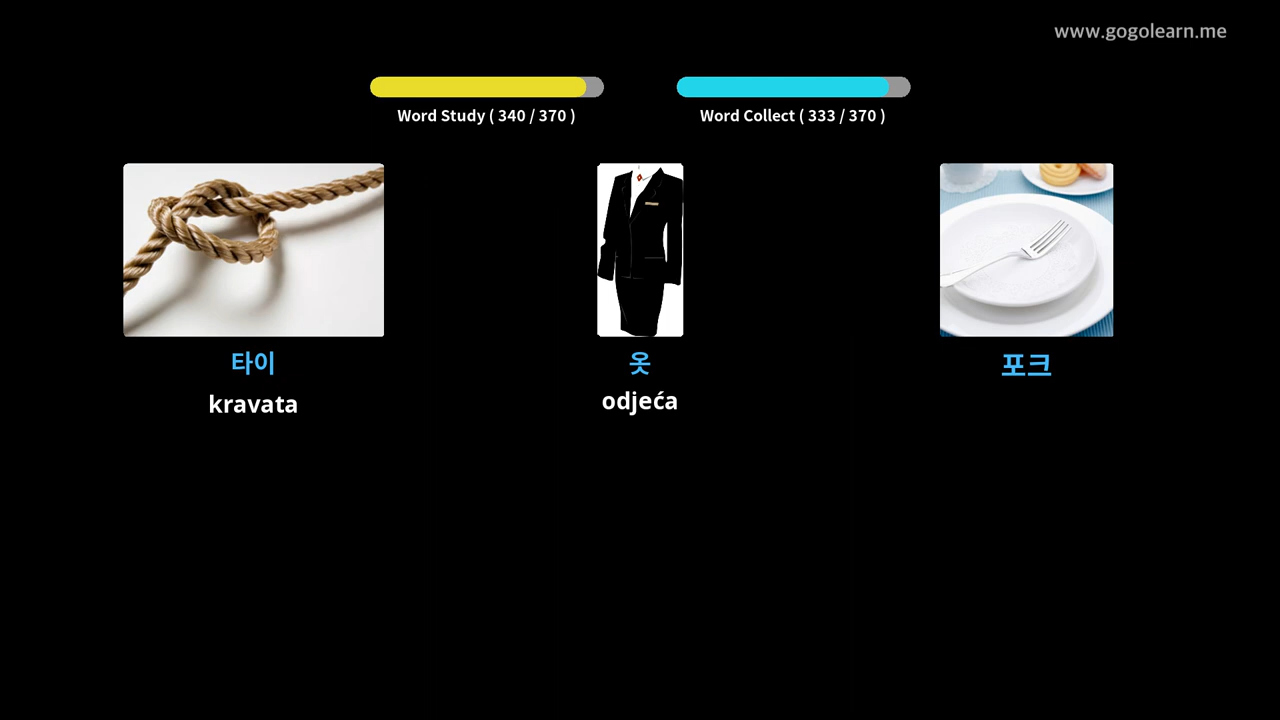 www.gogolearn.me
Word Study ( 340 / 370 )
Word Collect ( 333 / 370 )
타이
옷
포크
kravata
odjeća